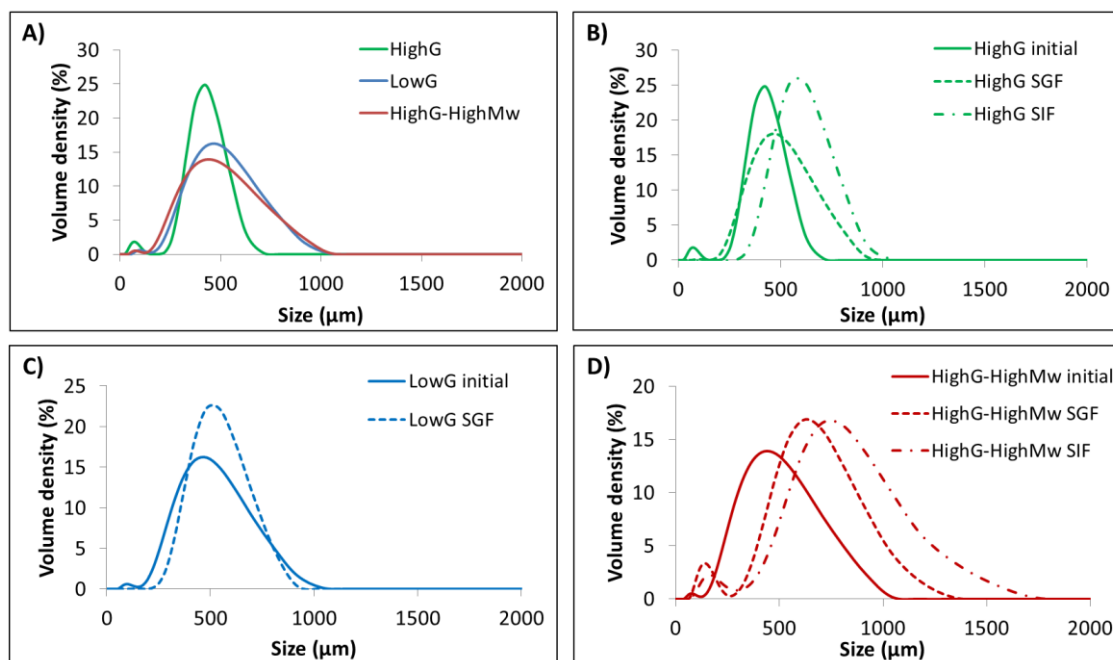 A)
HighG
LowG
HighG-HighMw
Volume density (%)
30
25
20
15
10
5
0
0 500 1000 1500 2000
Size (µm)
B)
HighG initial
HighG SGF
HighG SIF
Volume density (%)
30
25
20
15
10
5
0
0 500 1000 1500 2000
Size (µm)
C)
LowG initial
LowG SGF
Volume density (%)
25
20
15
10
5
0
0 500 1000 1500 2000
Size (µm)
D)
HighG-HighMw initial
HighG-HighMw SGF
HighG-HighMw SIF
Volume density (%)
20
15
10
5
0
0 500 1000 1500 2000
Size (µm)